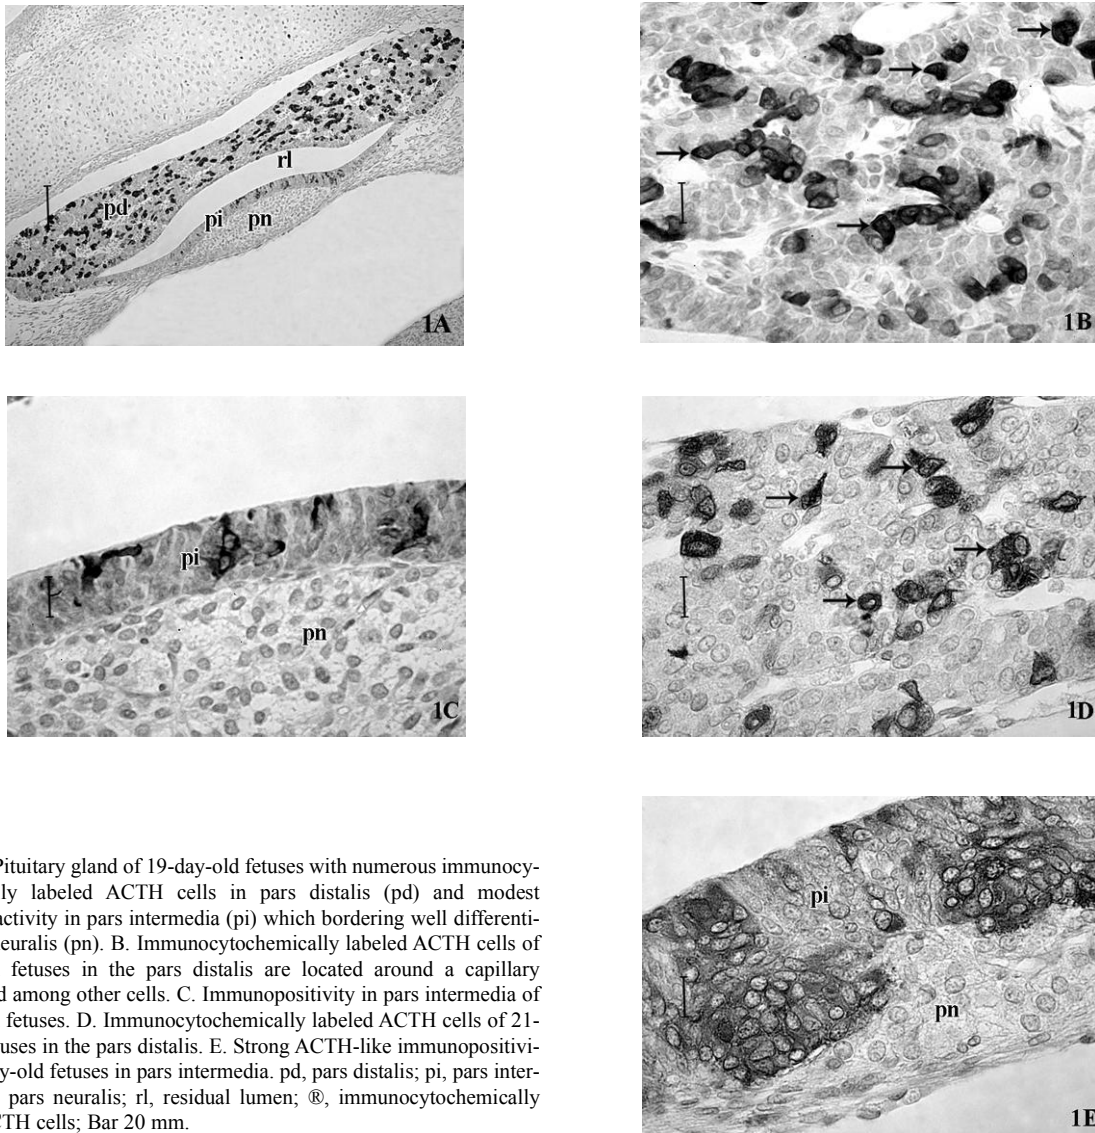 rl
pd
pi
pn
1A
1B
pi
pn
1C
1D
pi
pn
1E
Pituitary gland of 19-day-old fetuses with numerous immunocy-
ly labeled ACTH cells in pars distalis (pd) and modest
activity in pars intermedia (pi) which bordering well differenti-
euralis (pn). B. Immunocytochemically labeled ACTH cells of
fetuses in the pars distalis are located around a capillary
d among other cells. C. Immunopositivity in pars intermedia of
fetuses. D. Immunocytochemically labeled ACTH cells of 21-
uses in the pars distalis. E. Strong ACTH-like immunopositivi-
y-old fetuses in pars intermedia. pd, pars distalis; pi, pars inter-
pars neuralis; rl, residual lumen; ®, immunocytochemically
CTH cells; Bar 20 mm.